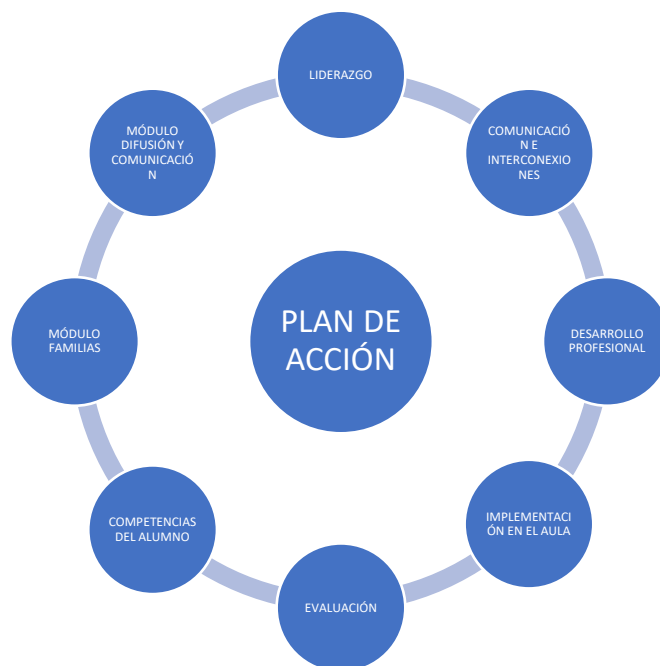 LIDERAZGO
COMUNICACIÓ
N E
INTERCONEXIO
NES
DESARROLLO
PROFESIONAL
IMPLEMENTACI
ÓN EN EL AULA
EVALUACIÓN
COMPETENCIAS
DEL ALUMNO
MÓDULO
FAMILIAS
MÓDULO
DIFUSIÓN Y
COMUNICACIÓ
N
PLAN DE
ACCIÓN